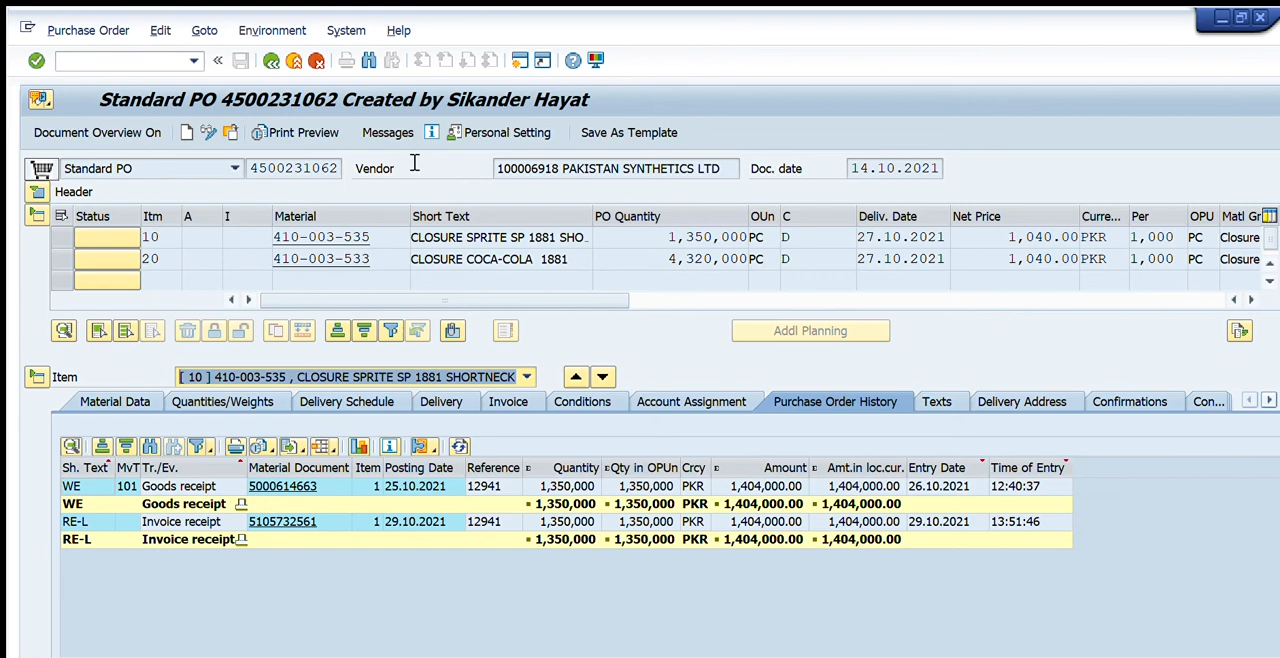 Purchase Order Edit Goto Environment System Help
Standard PO 4500231062 Created by Sikander Hayat
Document Overview On Print Preview Messages Personal Setting Save As Template
Standard PO 4500231062 Vendor 100006918 PAKISTAN SYNTHETICS LTD Doc. date 14.10.2021
Header
Status Itm A I Material Short Text PO Quantity OUn C Deliv. Date Net Price Curre... Per OPU Matl Gr
10 410-003-535 CLOSURE SPRITE SP 1881 SHO.. 1,350,000 PC D 27.10.2021 1,040.00 PKR 1,000 PC Closure
20 410-003-533 CLOSURE COCA-COLA 1881 4,320,000 PC D 27.10.2021 1,040.00 PKR 1,000 PC Closure
Addl Planning
Item [ 10 ] 410-003-535 , CLOSURE SPRITE SP 1881 SHORTNECK
Material Data Quantities/Weights Delivery Schedule Delivery Invoice Conditions Account Assignment Purchase Order History Texts Delivery Address Confirmations Con...
Sh. Text MvT Tr./Ev. Material Document Item Posting Date Reference Quantity Qty in OPUn Crcy Amount Amt.in loc.cur. Entry Date Time of Entry
WE 101 Goods receipt 5000614663 1 25.10.2021 12941 1,350,000 1,350,000 PKR 1,404,000.00 1,404,000.00 26.10.2021 12:40:37
WE Goods receipt 1,350,000 1,350,000 PKR 1,404,000.00 1,404,000.00
RE-L Invoice receipt 5105732561 1 29.10.2021 12941 1,350,000 1,350,000 PKR 1,404,000.00 1,404,000.00 29.10.2021 13:51:46
RE-L Invoice receipt 1,350,000 1,350,000 PKR 1,404,000.00 1,404,000.00